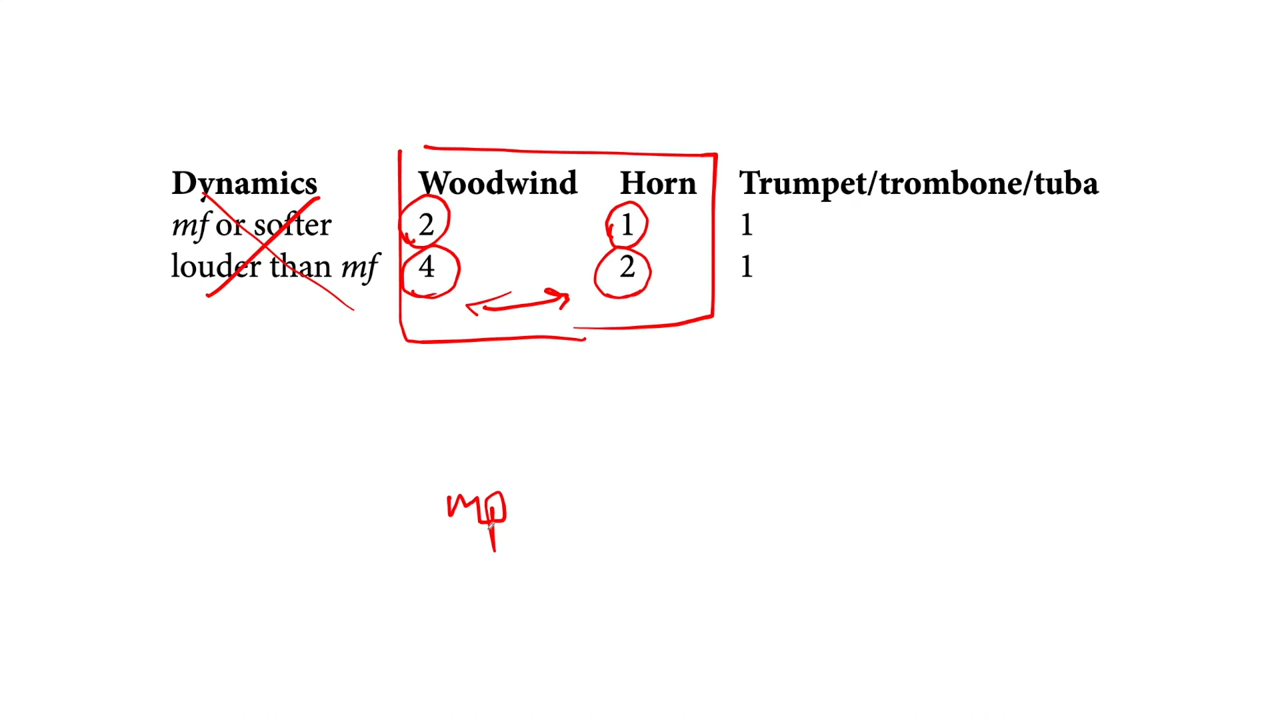 Dynamics Woodwind Horn Trumpet/trombone/tuba
mf or softer 2 1 1
louder than mf 4 2 1
mp